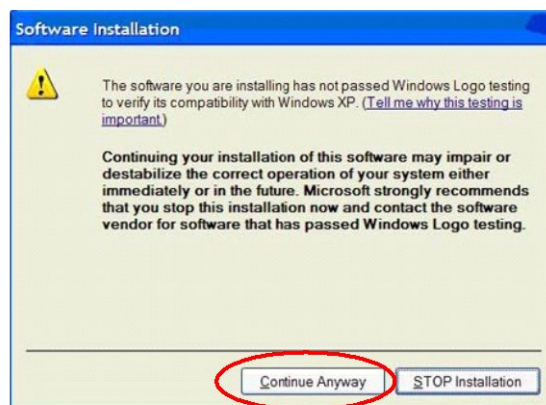 Software Installation
The software you are installing has not passed Windows Logo testing
to verify its compatibility with Windows XP. (Tell me why this testing is
important.)
Continuing your installation of this software may impair or
destabilize the correct operation of your system either
immediately or in the future. Microsoft strongly recommends
that you stop this installation now and contact the software
vendor for software that has passed Windows Logo testing.
Continue Anyway STOP Installation